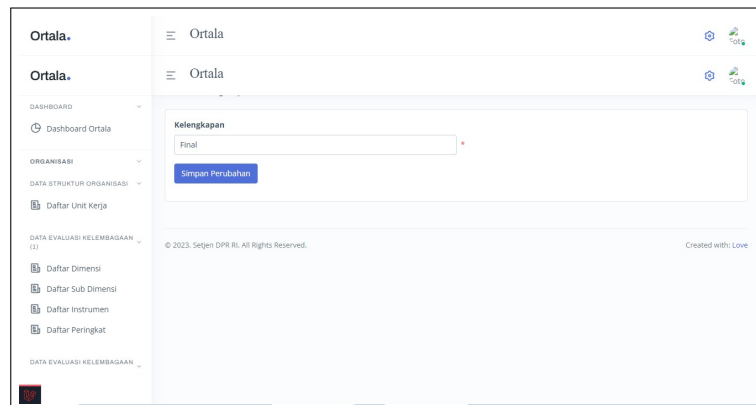 Ortala.
Ortala
Foto
Ortala.
Ortala
Foto
DASHBOARD
Dashboard Ortala
ORGANISASI
DATA STRUKTUR ORGANISASI
Daftar Unit Kerja
DATA EVALUASI KELEMBAGAAN
(1)
Daftar Dimensi
Daftar Sub Dimensi
Daftar Instrumen
Daftar Peringkat
DATA EVALUASI KELEMBAGAAN
Kelengkapan
Final
*
Simpan Perubahan
© 2023. Setjen DPR RI. All Rights Reserved.
Created with: Love